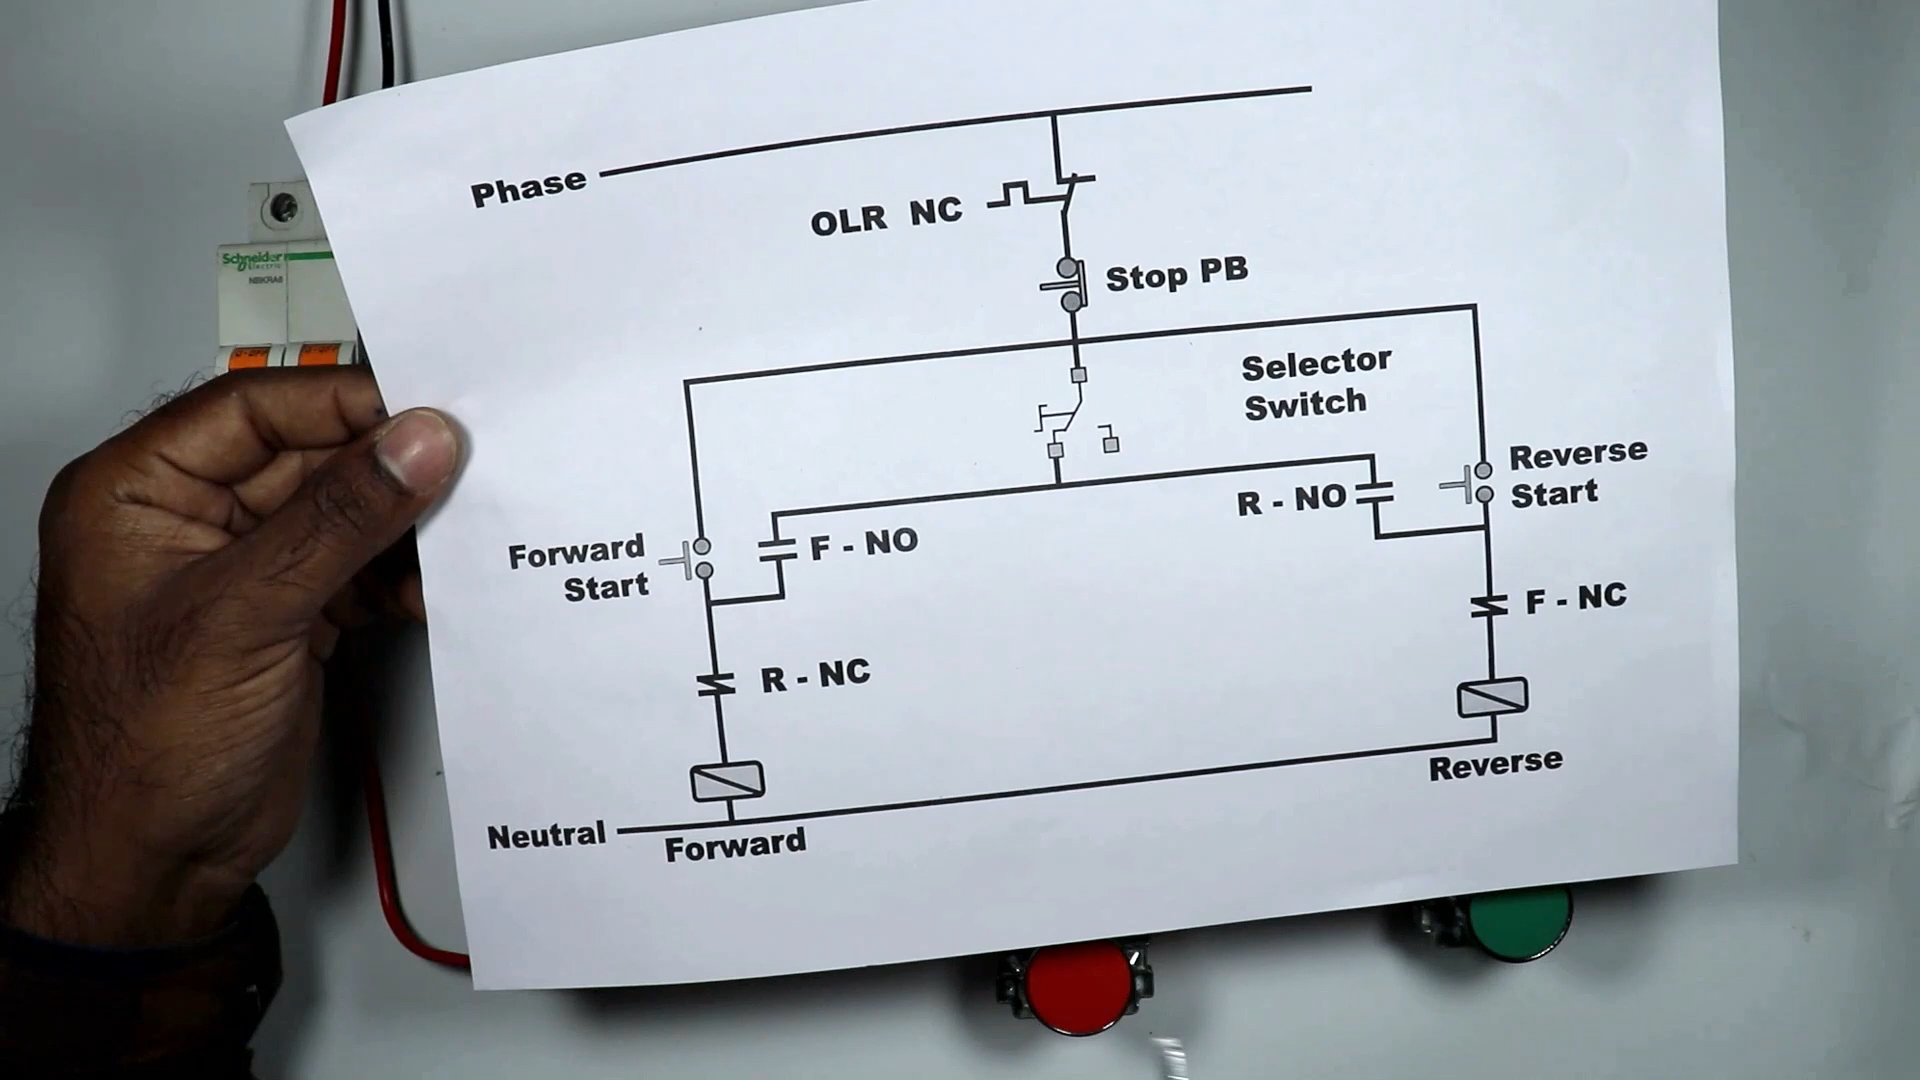 Phase
OLR NC
Stop PB
Schneider
Electric
Selector
Switch
Reverse
Start
R - NO
Forward
Start
F - NO
F - NC
R - NC
Reverse
Neutral
Forward